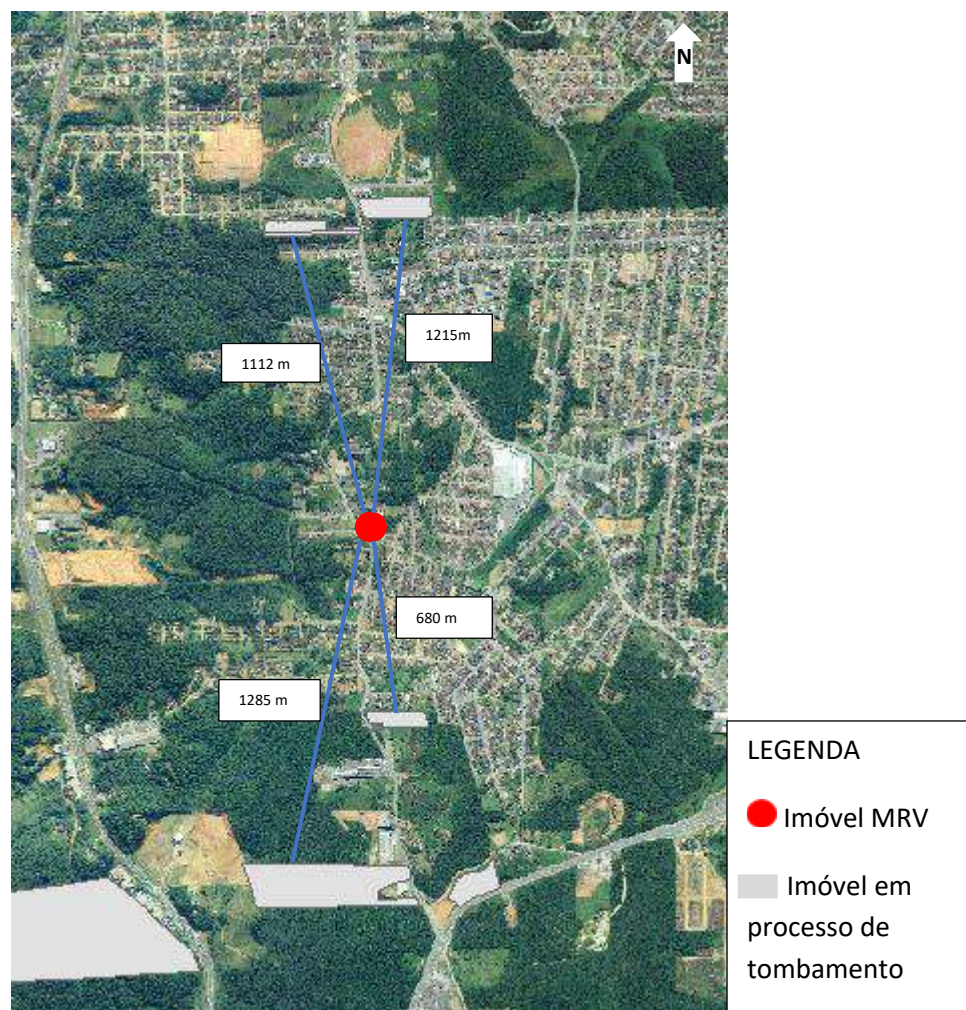 N
1215m
1112 m
680 m
1285 m
LEGENDA
Imóvel MRV
Imóvel em
processo de
tombamento